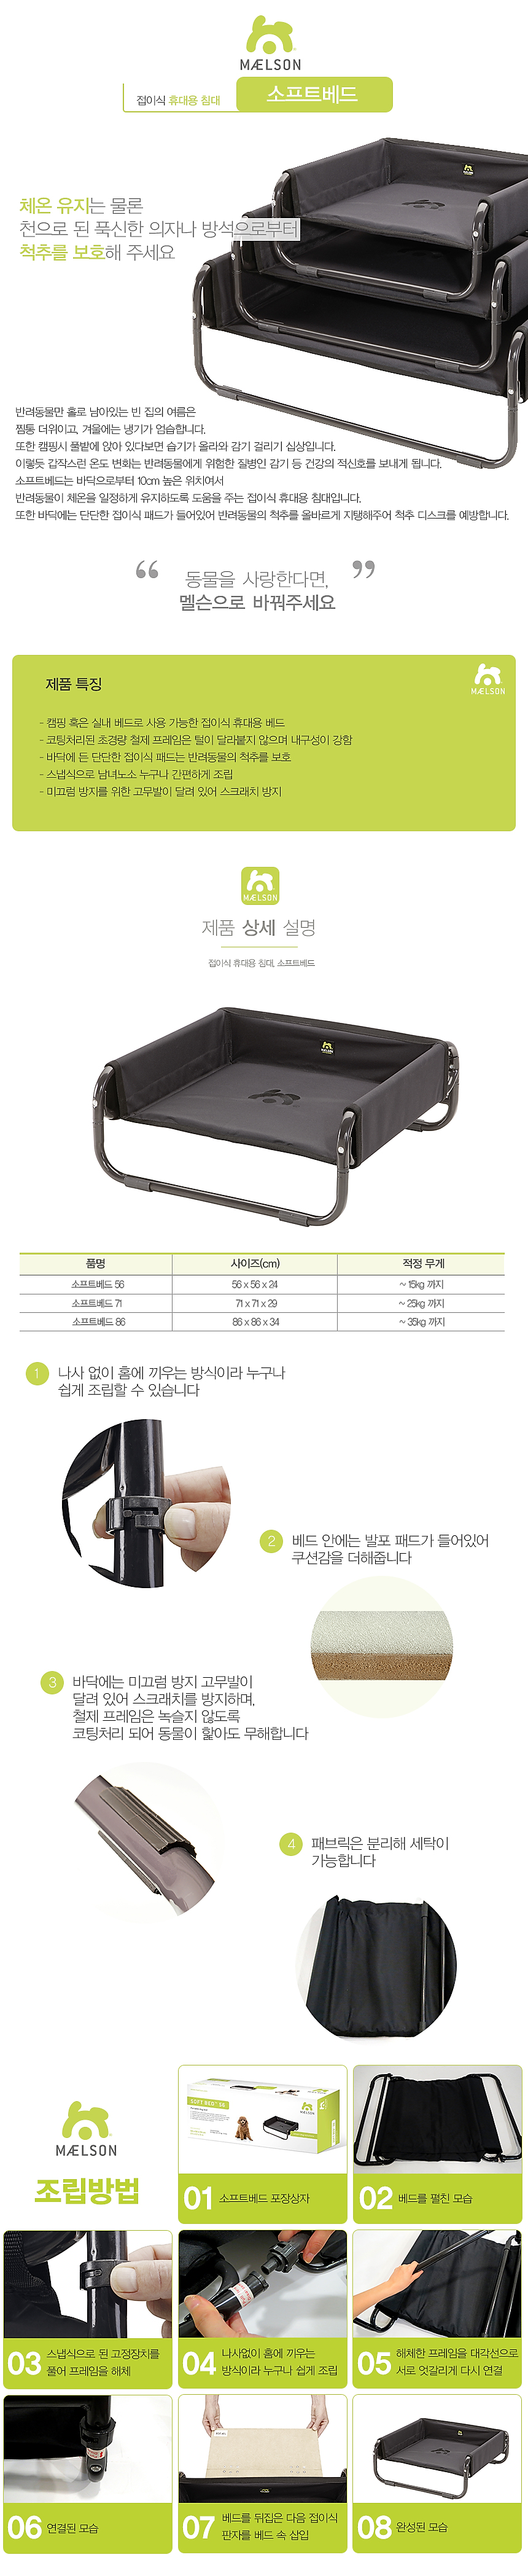 MÆLSON
접이식 휴대용 침대
소프트베드
체온 유지는 물론
천으로 된 푹신한 의자나 방석으로부터
척추를 보호해 주세요
반려동물만 홀로 남아있는 빈 집의 여름은
찜통 더위이고, 겨울에는 냉기가 엄습합니다.
또한 캠핑시 풀밭에 앉아 있다보면 습기가 올라와 감기 걸리기 십상입니다.
이렇듯 갑작스런 온도 변화는 반려동물에게 위험한 질병인 감기 등 건강의 적신호를 보내게 됩니다.
소프트베드는 바닥으로부터 10cm 높은 위치에서
반려동물이 체온을 일정하게 유지하도록 도움을 주는 접이식 휴대용 침대입니다.
또한 바닥에는 단단한 접이식 패드가 들어있어 반려동물의 척추를 올바르게 지탱해주어 척추 디스크를 예방합니다.
“ 동물을 사랑한다면, ”
멜슨으로 바꿔주세요
제품 특징
MÆLSON
- 캠핑 혹은 실내 베드로 사용 가능한 접이식 휴대용 베드
- 코팅처리된 초경량 철제 프레임은 털이 달라붙지 않으며 내구성이 강함
- 바닥에 든 단단한 접이식 패드는 반려동물의 척추를 보호
- 스냅식으로 남녀노소 누구나 간편하게 조립
- 미끄럼 방지를 위한 고무발이 달려 있어 스크래치 방지
MÆLSON
제품 상세 설명
접이식 휴대용 침대, 소프트베드
품명 사이즈(cm) 적정 무게
소프트베드 56 56 x 56 x 24 ~ 15kg 까지
소프트베드 71 71 x 71 x 29 ~ 25kg 까지
소프트베드 86 86 x 86 x 34 ~ 35kg 까지
1 나사 없이 홈에 끼우는 방식이라 누구나
쉽게 조립할 수 있습니다
2 베드 안에는 발포 패드가 들어있어
쿠션감을 더해줍니다
3 바닥에는 미끄럼 방지 고무발이
달려 있어 스크래치를 방지하며,
철제 프레임은 녹슬지 않도록
코팅처리 되어 동물이 핥아도 무해합니다
4 패브릭은 분리해 세탁이
가능합니다
MÆLSON
조립방법
SOFT BED 56
MÆLSON
01 소프트베드 포장상자
02 베드를 펼친 모습
03 스냅식으로 된 고정장치를
풀어 프레임을 해체
04 나사없이 홈에 끼우는
방식이라 누구나 쉽게 조립
05 해체한 프레임을 대각선으로
서로 엇갈리게 다시 연결
06 연결된 모습
07 베드를 뒤집은 다음 접이식
판자를 베드 속 삽입
08 완성된 모습